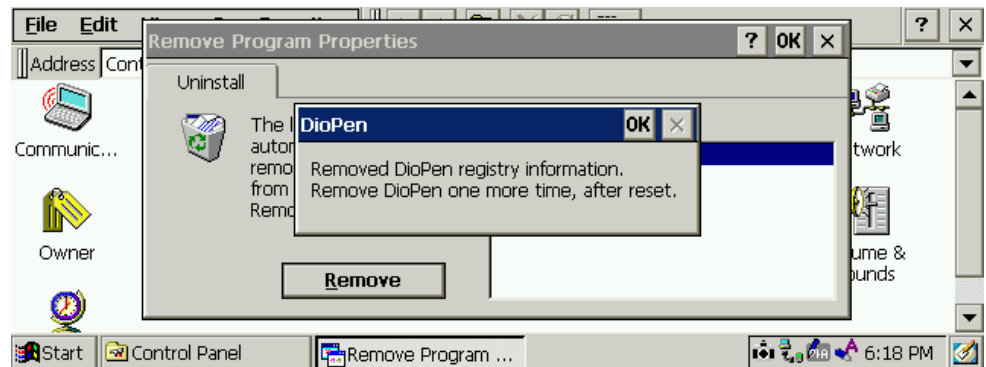 File Edit
Remove Program Properties ? OK ×
? ×
Address Cont
Uninstall
The l
autor
remo
from
Remo
DioPen OK ×
Removed DioPen registry information.
Remove DioPen one more time, after reset.
Remove
Communic...
twork
Owner
ume &
ounds
Start Control Panel Remove Program ... 6:18 PM